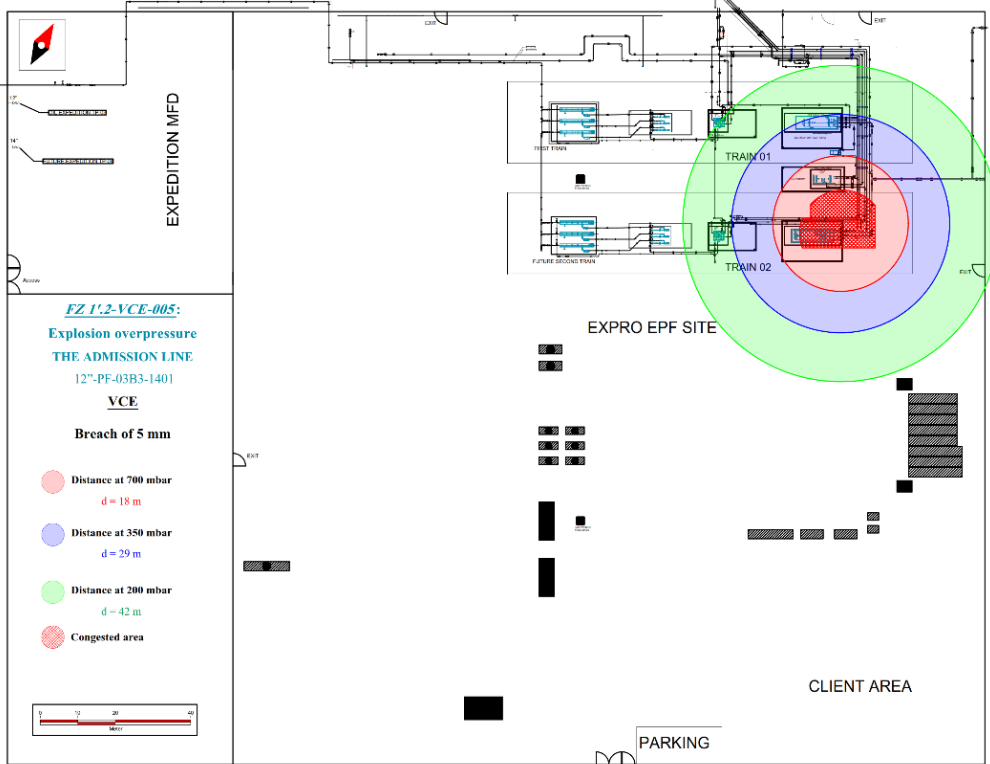 EXIT
EXIT
EXPEDITION MFD
FIRST TRAIN
TRAIN 01
FUTURE SECOND TRAIN
TRAIN 02
EXIT
Access
EXPRO EPF SITE
FZ 1'.2-VCE-005:
Explosion overpressure
THE ADMISSION LINE
12"-PF-03B3-1401
VCE
Breach of 5 mm
EXIT
Distance at 700 mbar
d = 18 m
Distance at 350 mbar
d = 29 m
Distance at 200 mbar
d = 42 m
Congested area
0 10 20 40
Meter
CLIENT AREA
PARKING